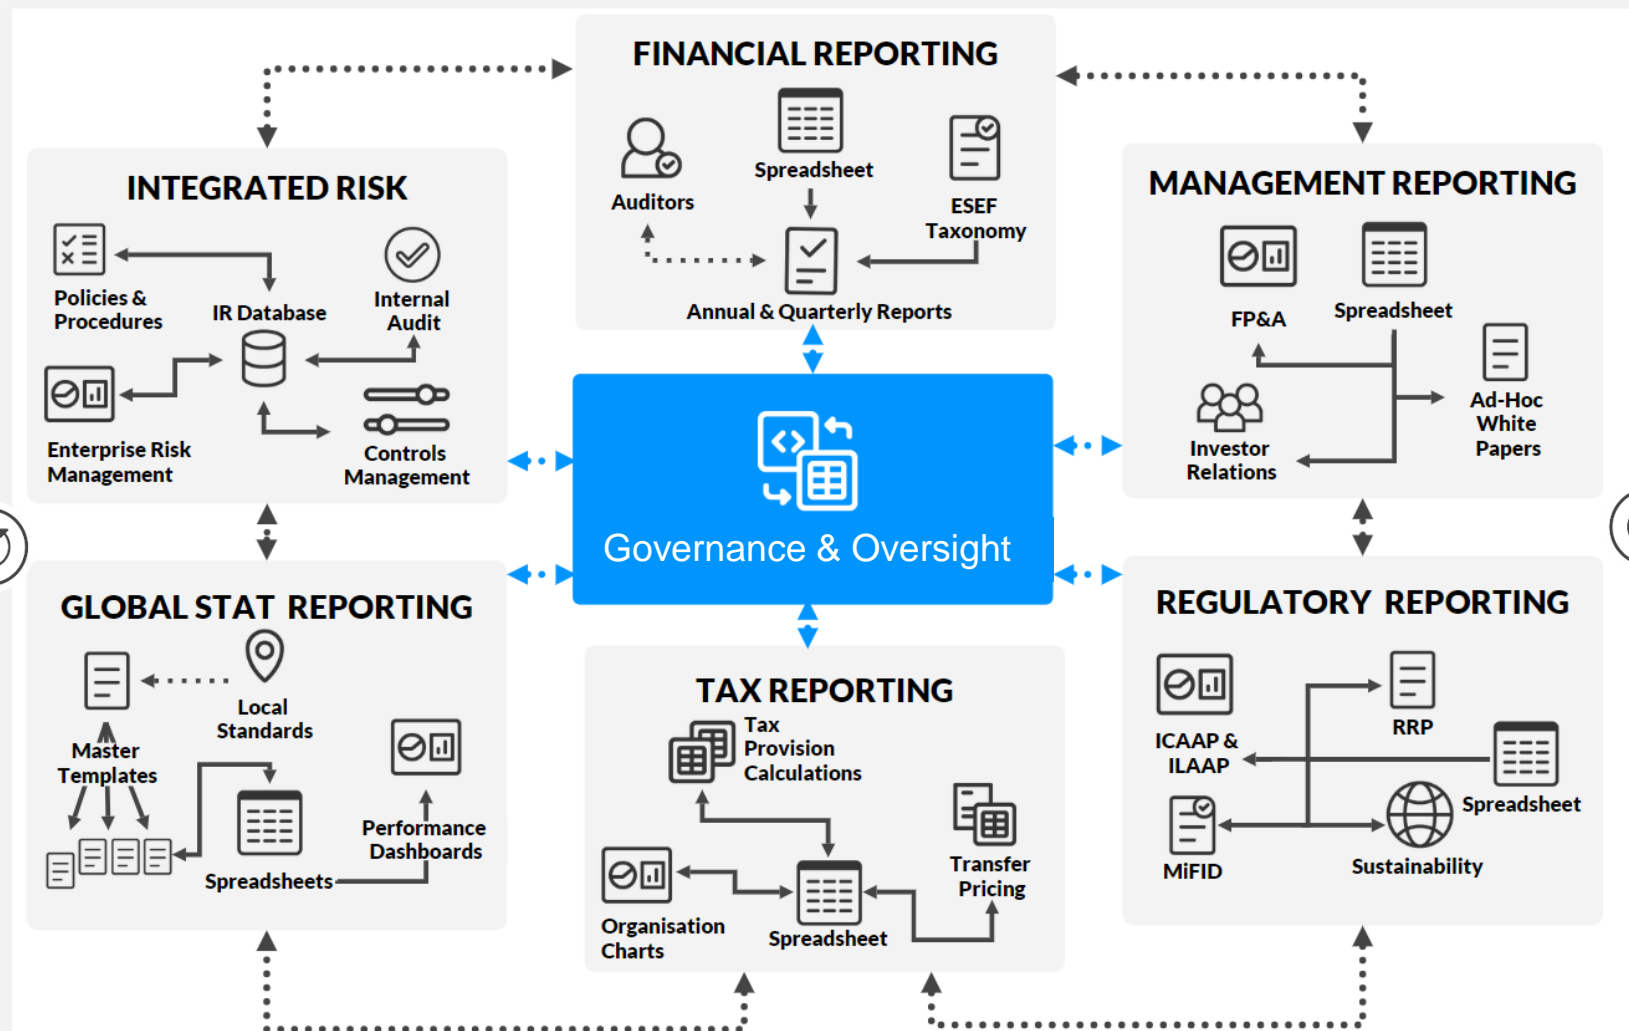 FINANCIAL REPORTING
Spreadsheet
Auditors
ESEF
Taxonomy
Annual & Quarterly Reports
INTEGRATED RISK
Policies &
Procedures
IR Database
Internal
Audit
Enterprise Risk
Management
Controls
Management
MANAGEMENT REPORTING
FP&A
Spreadsheet
Ad-Hoc
White
Papers
Investor
Relations
Governance & Oversight
GLOBAL STAT REPORTING
Local
Standards
Master
Templates
Performance
Dashboards
Spreadsheets
TAX REPORTING
Tax
Provision
Calculations
Transfer
Pricing
Organisation
Charts
Spreadsheet
REGULATORY REPORTING
RRP
ICAAP &
ILAAP
Spreadsheet
MiFID
Sustainability